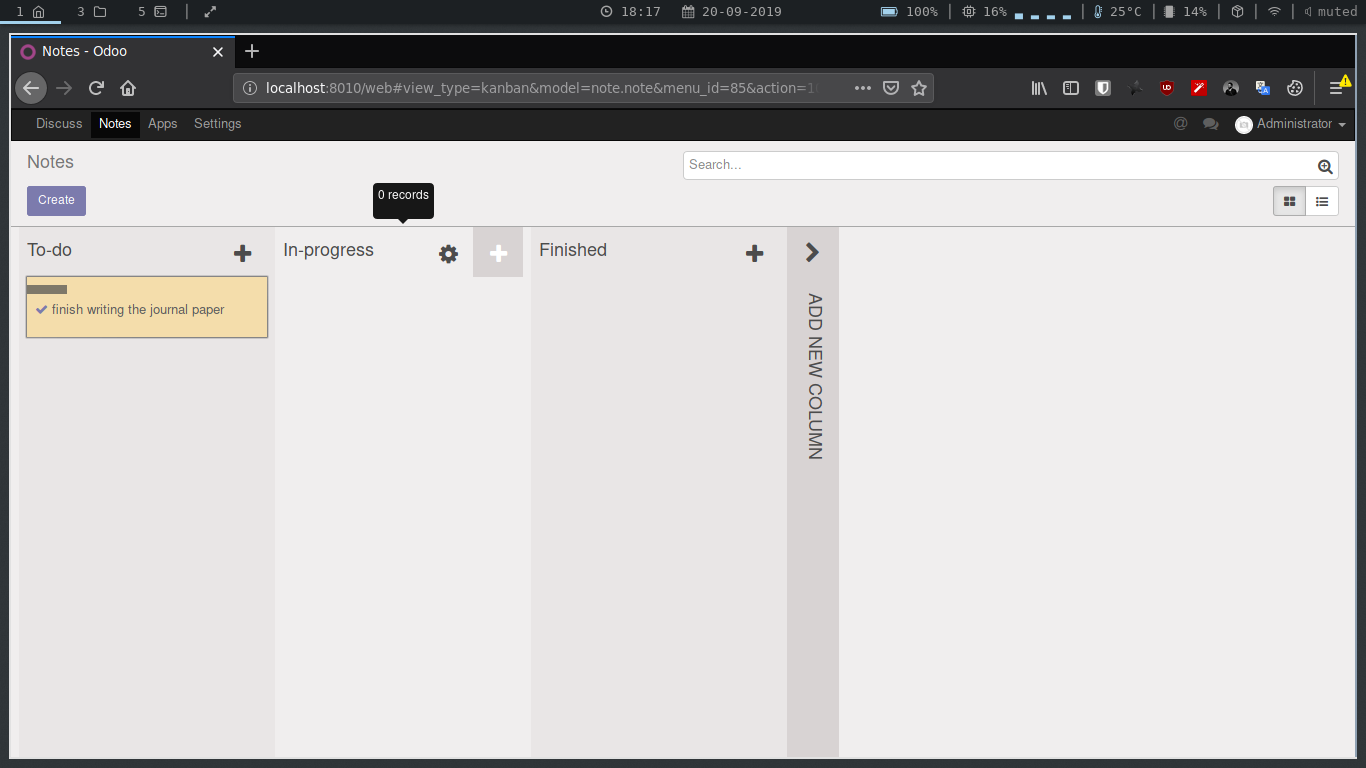 1 3 5 18:17 20-09-2019 100% 16% 25°C 14% muted
Notes - Odoo
localhost:8010/web#view_type=kanban&model=note.note&menu_id=85&action=1
Discuss Notes Apps Settings Administrator
Notes
Search...
Create
0 records
To-do In-progress Finished
finish writing the journal paper
ADD NEW COLUMN